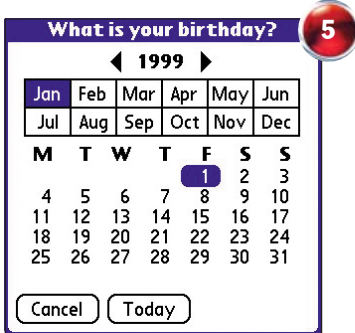 What is your birthday?
5
1999
Jan Feb Mar Apr May Jun
Jul Aug Sep Oct Nov Dec
M T W T F S S
1 2 3
4 5 6 7 8 9 10
11 12 13 14 15 16 17
18 19 20 21 22 23 24
25 26 27 28 29 30 31
Cancel Today